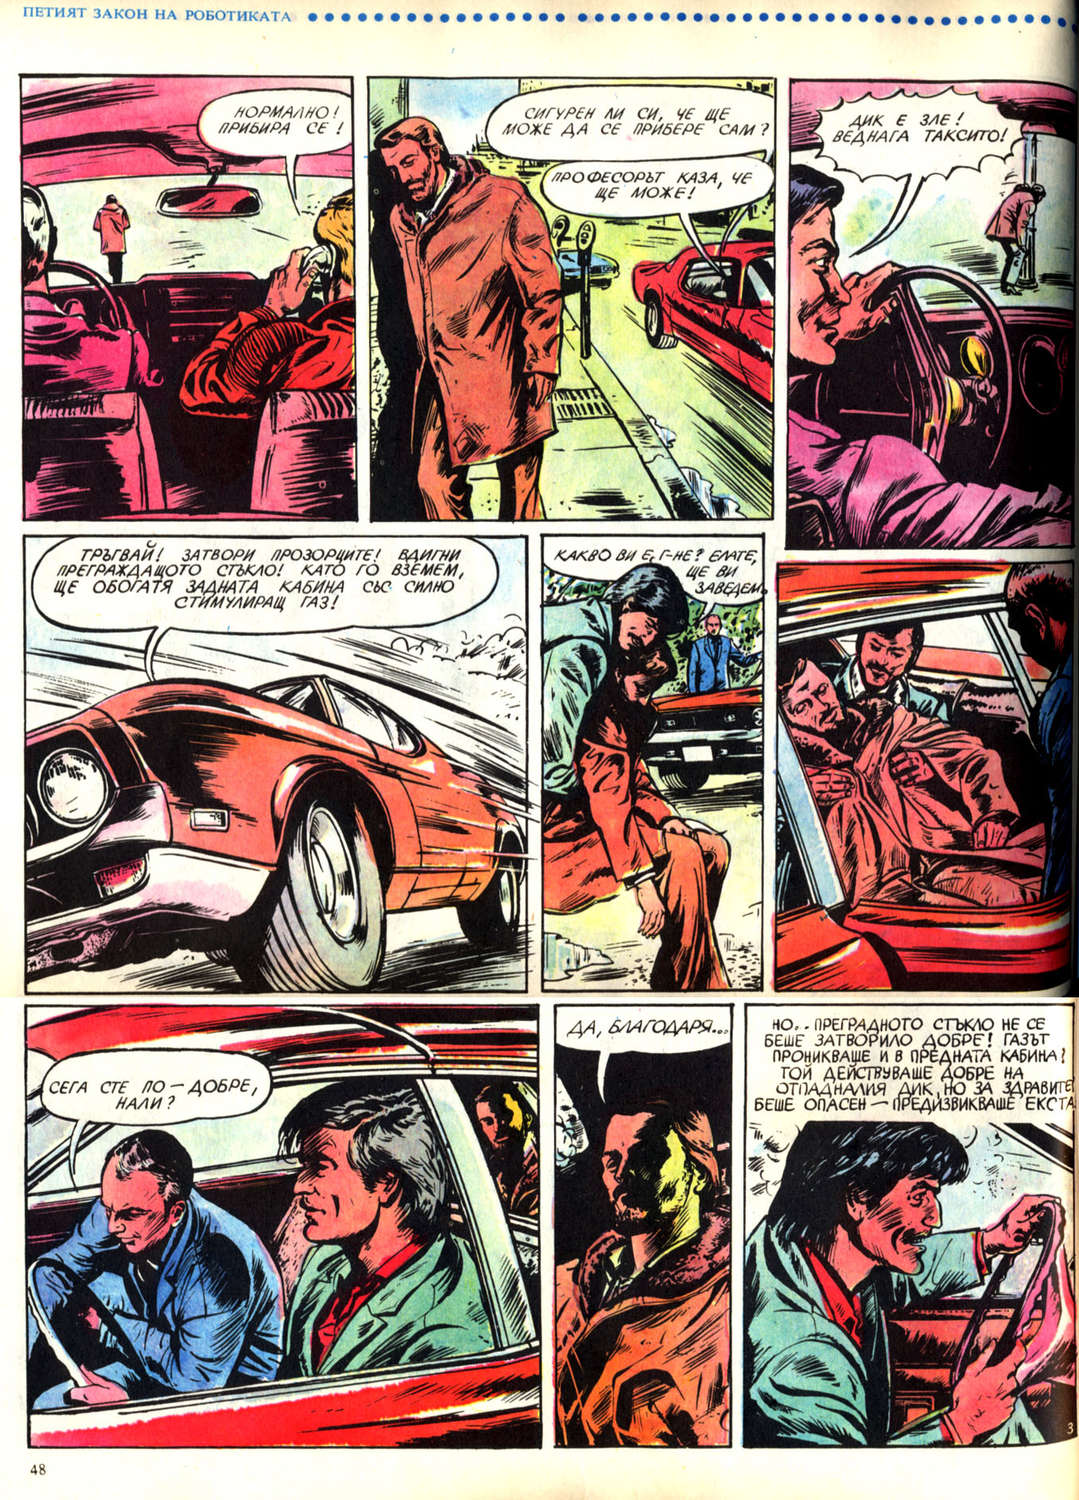 ПЕТИЯТ ЗАКОН НА РОБОТИКАТА
НОРМАЛНО!
ПРИБИРА СЕ!
СИГУРЕН ЛИ СИ, ЧЕ ЩЕ
МОЖЕ ДА СЕ ПРИБЕРЕ САМ?
ПРОФЕСОРЪТ КАЗА, ЧЕ
ЩЕ МОЖЕ!
ДИК Е ЗЛЕ!
ВЕДНАГА ТАКСИТО!
ТРЪГВАЙ! ЗАТВОРИ ПРОЗОРЦИТЕ! ВДИГНИ
ПРЕГРАЖДАЩОТО СТЪКЛО! КАТО ГО ВЗЕМЕМ,
ЩЕ ОБОГАТЯ ЗАДНАТА КАБИНА СЪС СИЛНО
СТИМУЛИРАЩ ГАЗ!
КАКВО ВИ Е, Г-НЕ? ЕЛАТЕ,
ЩЕ ВИ
ЗАВЕДЕМ.
СЕГА СТЕ ПО-ДОБРЕ,
НАЛИ?
ДА, БЛАГОДАРЯ...
НО.. ПРЕГРАДНОТО СТЪКЛО НЕ СЕ
БЕШЕ ЗАТВОРИЛО ДОБРЕ! ГАЗЪТ
ПРОНИКВАШЕ И В ПРЕДНАТА КАБИНА!
ТОЙ ДЕЙСТВУВАШЕ ДОБРЕ НА
ОТПАДНАЛИЯ ДИК, НО ЗА ЗДРАВИТЕ
БЕШЕ ОПАСЕН – ПРЕДИЗВИКВАШЕ ЕКСТА
3
48